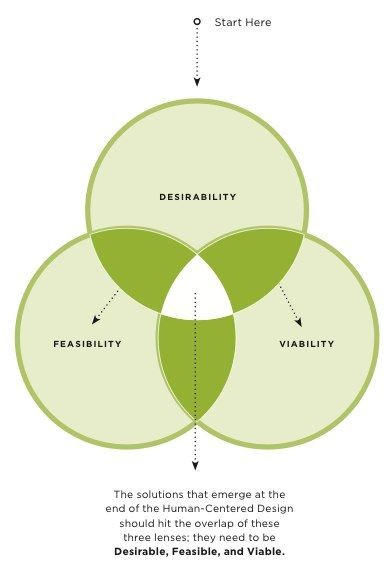 Start Here
DESIRABILITY
FEASIBILITY
VIABILITY
The solutions that emerge at the
end of the Human-Centered Design
should hit the overlap of these
three lenses; they need to be
Desirable, Feasible, and Viable.